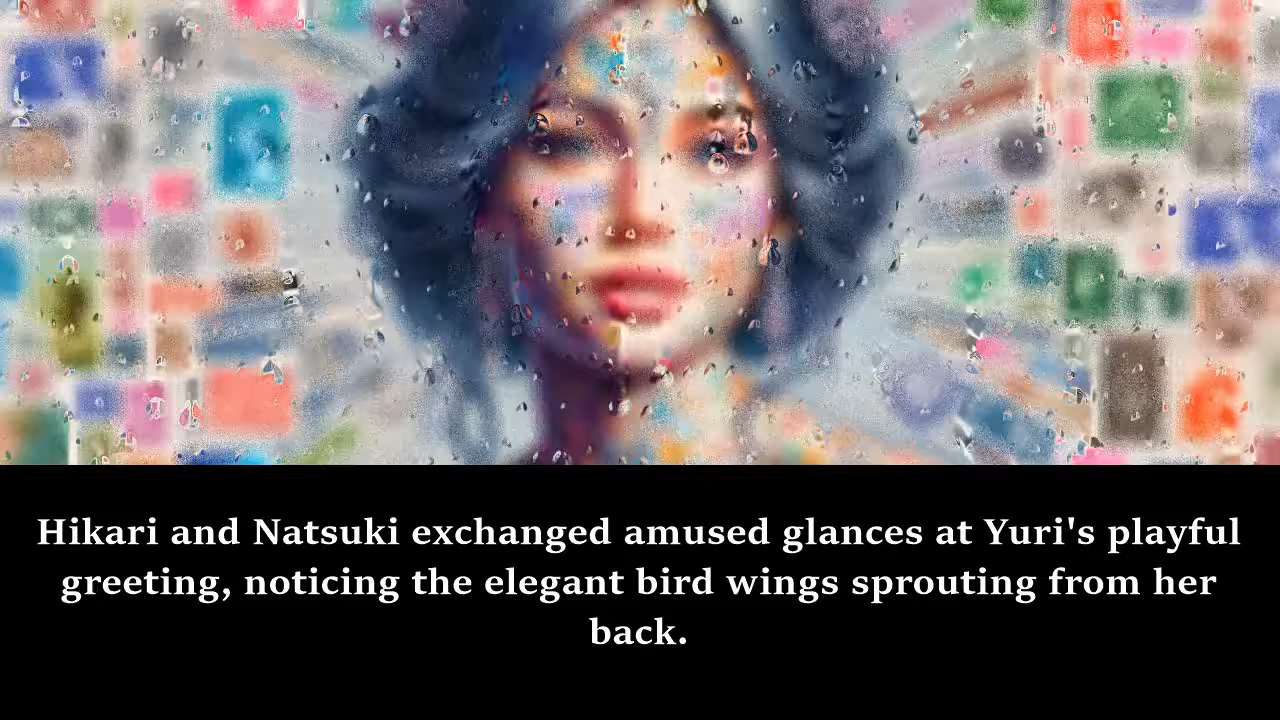 Hikari and Natsuki exchanged amused glances at Yuri's playful
greeting, noticing the elegant bird wings sprouting from her
back.